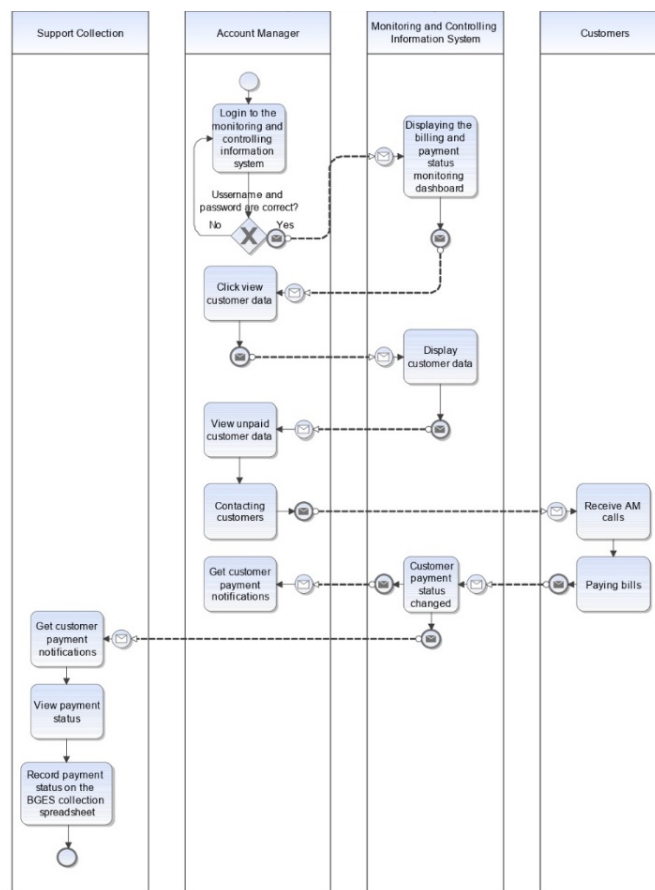 Support Collection
Account Manager
Monitoring and Controlling
Information System
Customers
Login to the
monitoring and
controlling
information
system
Displaying the
billing and
payment
status
monitoring
dashboard
Ussername and
password are correct?
No
Yes
Click view
customer data
Display
customer data
View unpaid
customer data
Contacting
customers
Receive AM
calls
Get customer
payment
notifications
Customer
payment
status
changed
Paying bills
Get customer
payment
notifications
View payment
status
Record payment
status on the
BGES collection
spreadsheet